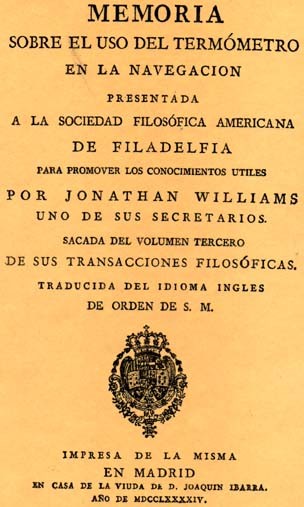 MEMORIA
SOBRE EL USO DEL TERMÓMETRO
EN LA NAVEGACION
PRESENTADA
A LA SOCIEDAD FILOSÓFICA AMERICANA
DE FILADELFIA
PARA PROMOVER LOS CONOCIMIENTOS UTILES
POR JONATHAN WILLIAMS
UNO DE SUS SECRETARIOS.
SACADA DEL VOLUMEN TERCERO
DE SUS TRANSACCIONES FILOSÓFICAS.
TRADUCIDA DEL IDIOMA INGLES
DE ORDEN DE S. M.
IMPRESA DE LA MISMA
EN MADRID
EN CASA DE LA VIUDA DE D. JOAQUIN IBARRA.
AÑO DE MDCCLXXXXIV.